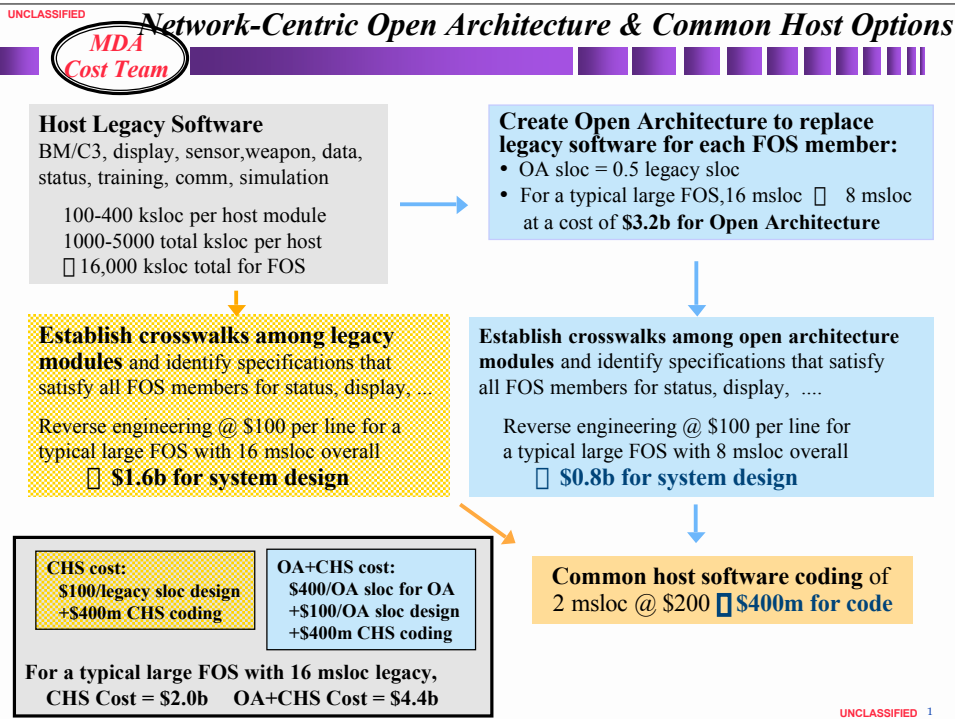 UNCLASSIFIED
Network-Centric Open Architecture & Common Host Options
MDA
Cost Team
Host Legacy Software
BM/C3, display, sensor,weapon, data,
status, training, comm, simulation
100-400 ksloc per host module
1000-5000 total ksloc per host
▯ 16,000 ksloc total for FOS
Create Open Architecture to replace
legacy software for each FOS member:
• OA sloc = 0.5 legacy sloc
• For a typical large FOS,16 msloc ▯ 8 msloc
at a cost of $3.2b for Open Architecture
Establish crosswalks among legacy
modules and identify specifications that
satisfy all FOS members for status, display, ...
Reverse engineering @ $100 per line for a
typical large FOS with 16 msloc overall
▯ $1.6b for system design
Establish crosswalks among open architecture
modules and identify specifications that satisfy
all FOS members for status, display, ....
Reverse engineering @ $100 per line for
a typical large FOS with 8 msloc overall
▯ $0.8b for system design
CHS cost:
$100/legacy sloc design
+$400m CHS coding
OA+CHS cost:
$400/OA sloc for OA
+$100/OA sloc design
+$400m CHS coding
For a typical large FOS with 16 msloc legacy,
CHS Cost = $2.0b OA+CHS Cost = $4.4b
Common host software coding of
2 msloc @ $200 ▯ $400m for code
UNCLASSIFIED 1